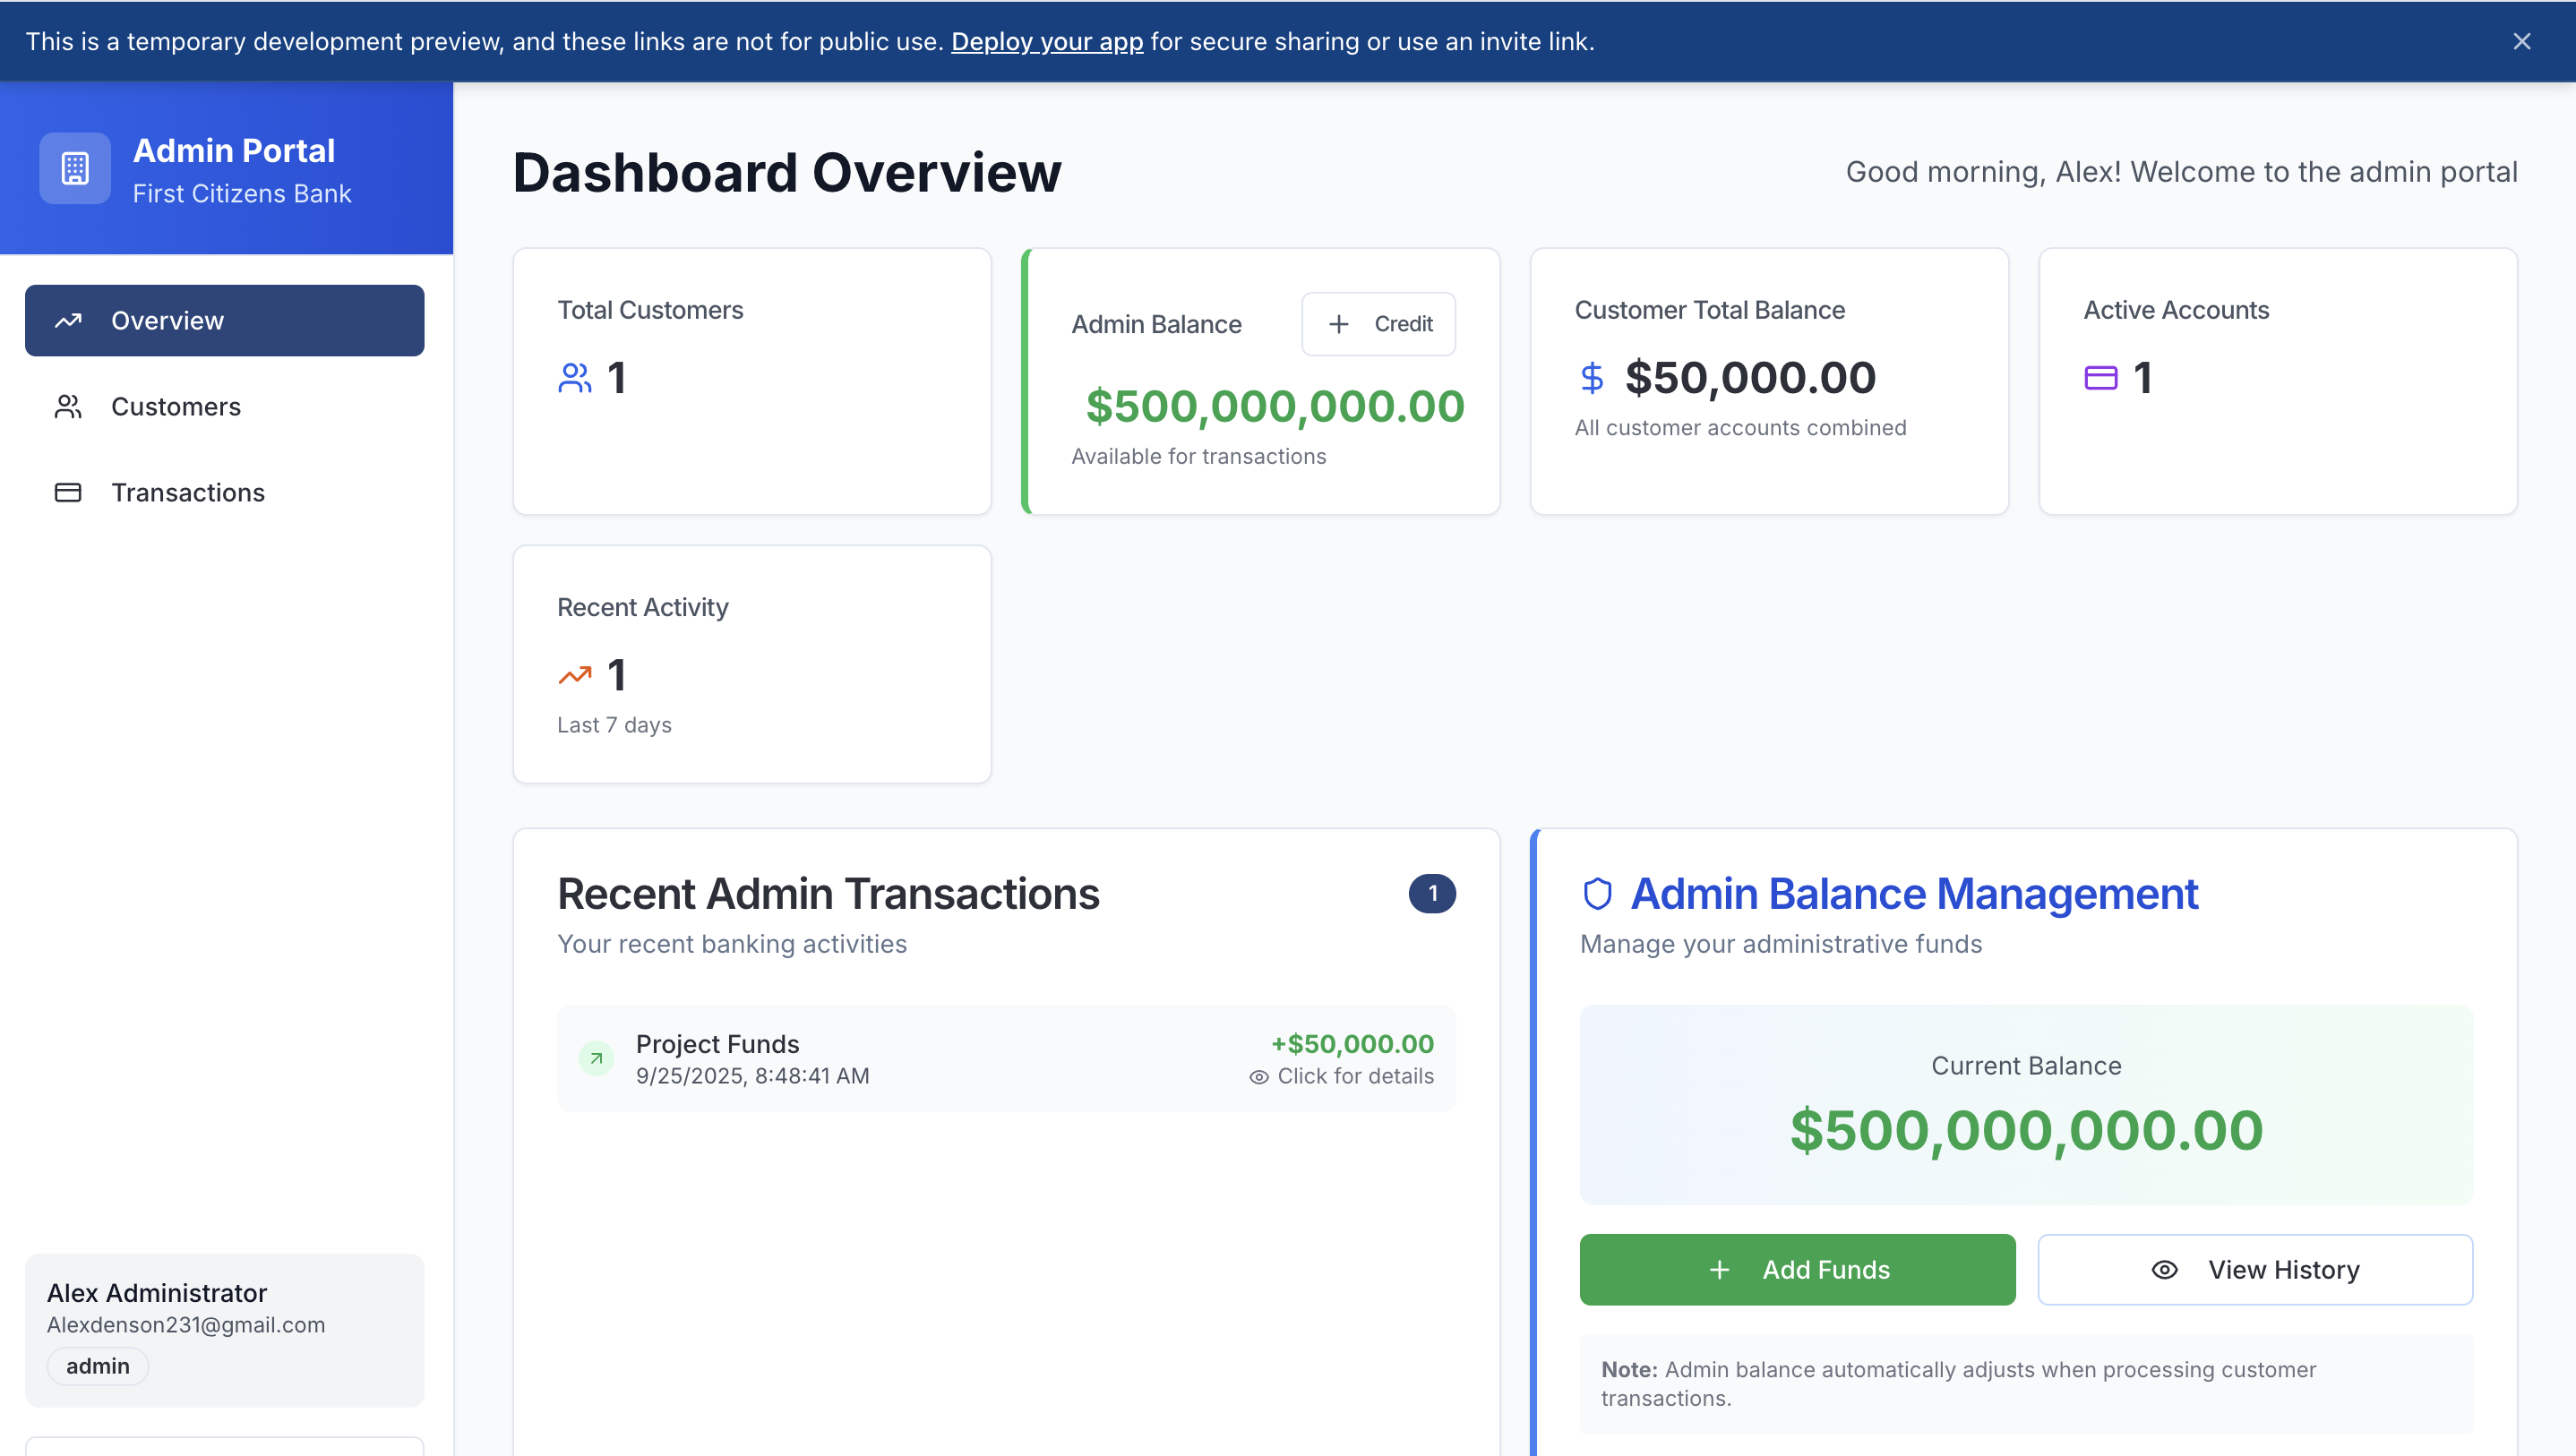 This is a temporary development preview, and these links are not for public use. Deploy your app for secure sharing or use an invite link.
Admin Portal
First Citizens Bank
Overview
Customers
Transactions
Alex Administrator
Alexdenson231@gmail.com
admin
Dashboard Overview
Good morning, Alex! Welcome to the admin portal
Total Customers
1
Admin Balance
Credit
$500,000,000.00
Available for transactions
Customer Total Balance
$50,000.00
All customer accounts combined
Active Accounts
1
Recent Activity
1
Last 7 days
Recent Admin Transactions
1
Your recent banking activities
Project Funds
+$50,000.00
9/25/2025, 8:48:41 AM
Click for details
Admin Balance Management
Manage your administrative funds
Current Balance
$500,000,000.00
Add Funds
View History
Note: Admin balance automatically adjusts when processing customer
transactions.